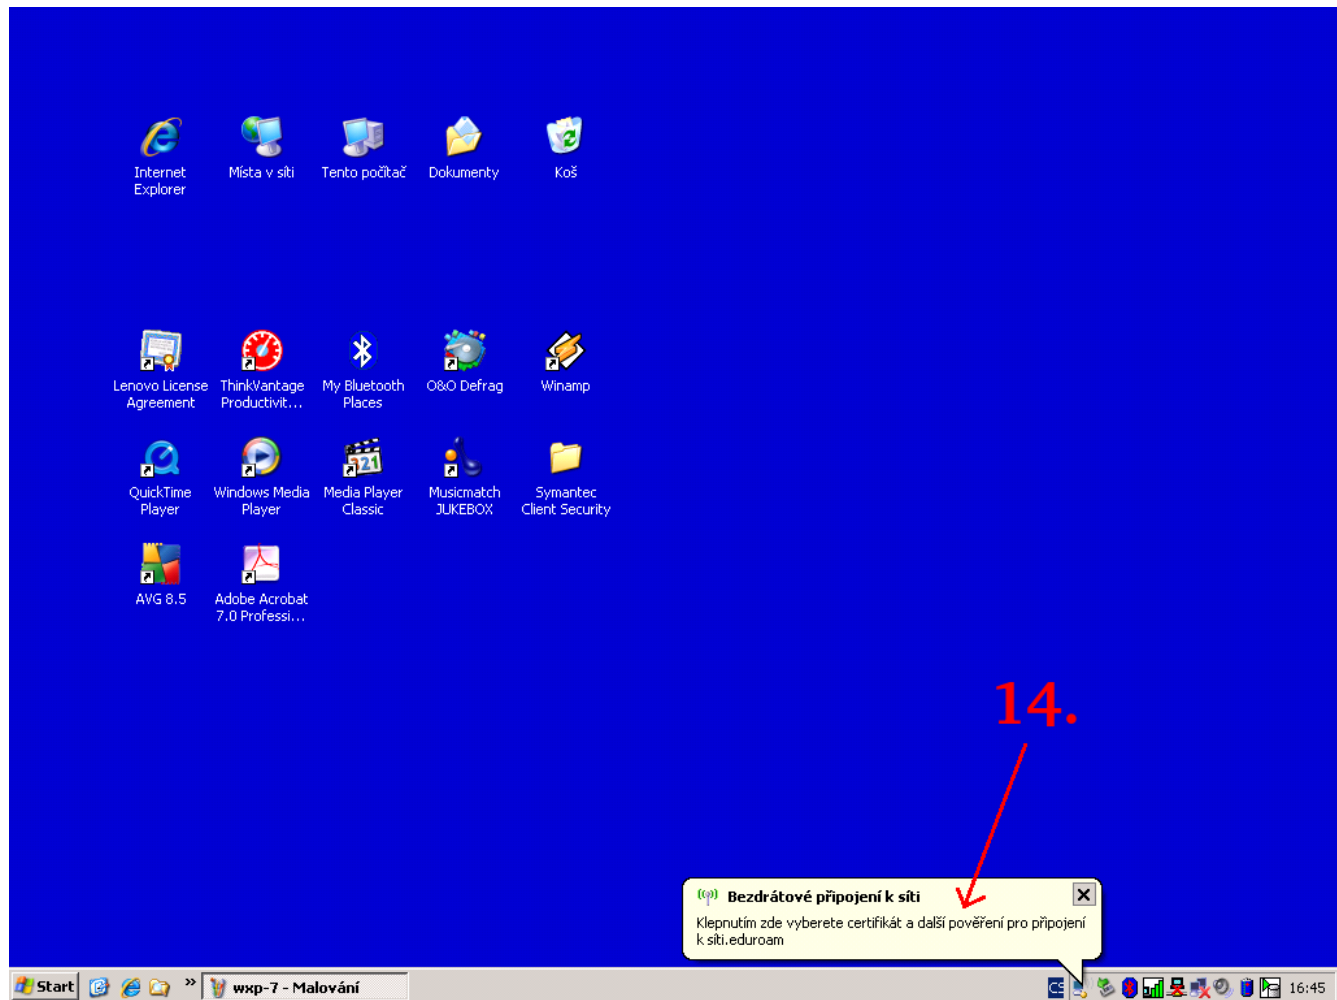 Internet
Explorer
Místa v síti
Tento počítač
Dokumenty
Koš
Lenovo License
Agreement
ThinkVantage
Productivit...
My Bluetooth
Places
O&O Defrag
Winamp
QuickTime
Player
Windows Media
Player
321
Media Player
Classic
Musicmatch
JUKEBOX
Symantec
Client Security
AVG 8.5
Adobe Acrobat
7.0 Professi...
14.
Bezdrátové připojení k síti
Klepnutím zde vyberete certifikát a další pověření pro připojení
k síti.eduroam
Start
wxp-7 - Malování
CS
16:45